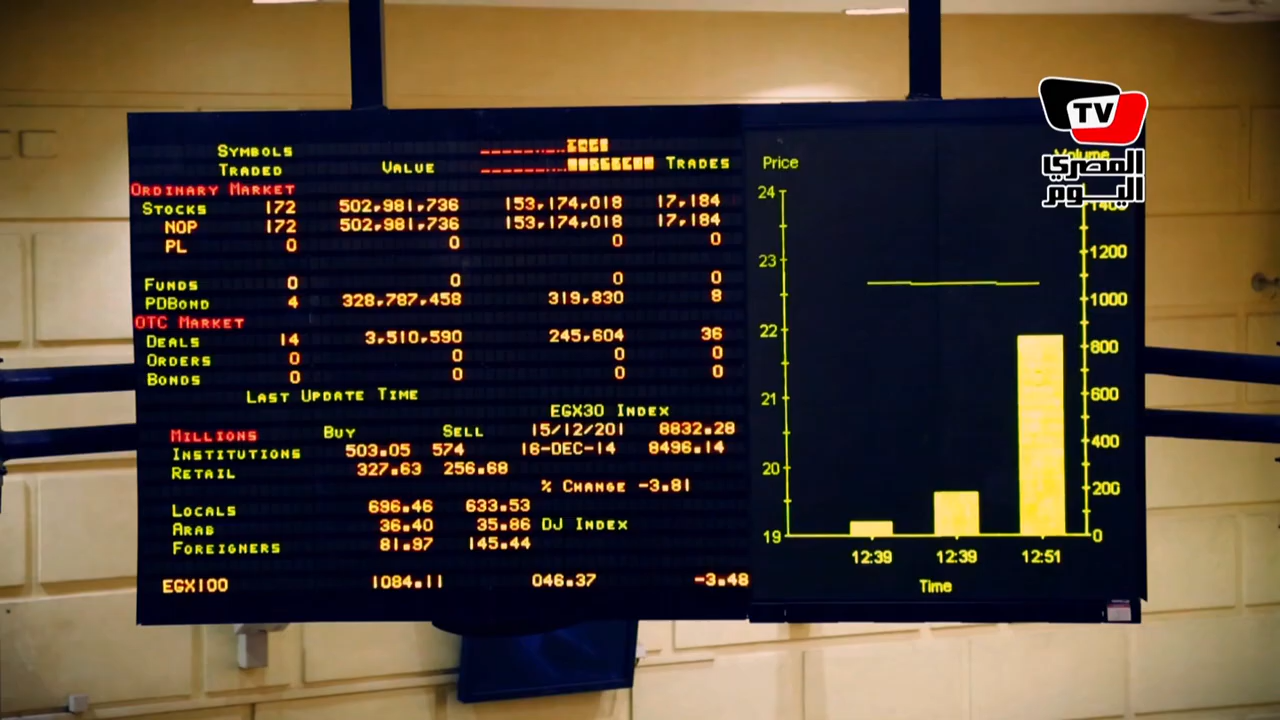 TV
المصري
اليوم
SYMBOLS
TRADED VALUE TRADES
ORDINARY MARKET
STOCKS 172 502,981,736 153,174,018 17,184
NOP 172 502,981,736 153,174,018 17,184
PL 0 0 0 0
FUNDS 0 0 0 0
PDBOND 4 328,787,458 319,830 8
OTC MARKET
DEALS 14 3,510,590 245,604 36
ORDERS 0 0 0 0
BONDS 0 0 0 0
LAST UPDATE TIME
EGX30 INDEX
MILLIONS BUY SELL 15/12/201 8832.28
INSTITUTIONS 503.05 574 16-DEC-14 8496.14
RETAIL 327.63 256.68
% CHANGE -3.81
LOCALS 696.46 633.53
ARAB 36.40 35.86 DJ INDEX
FOREIGNERS 81.97 145.44
EGX100 1084.11 046.37 -3.48
Price Volume
24 1400
23 1200
1000
22 800
21 600
400
20 200
19 0
12:39 12:39 12:51
Time